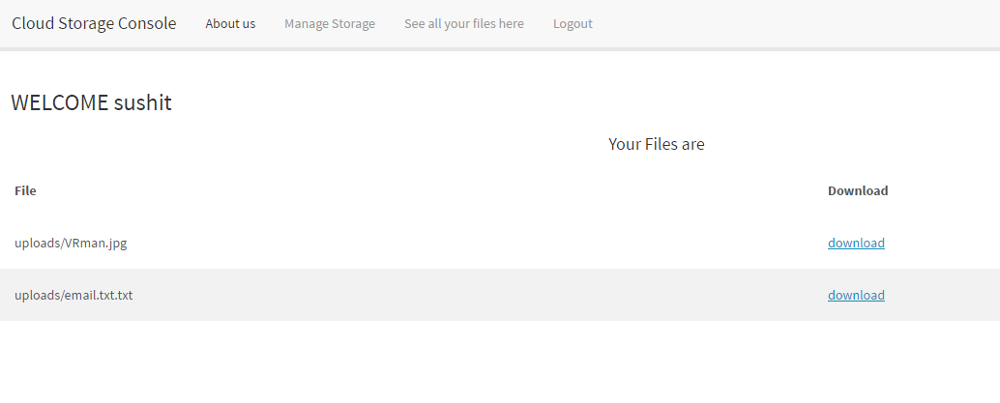 Cloud Storage Console About us Manage Storage See all your files here Logout
WELCOME sushit
Your Files are
File Download
uploads/VRman.jpg download
uploads/email.txt.txt download